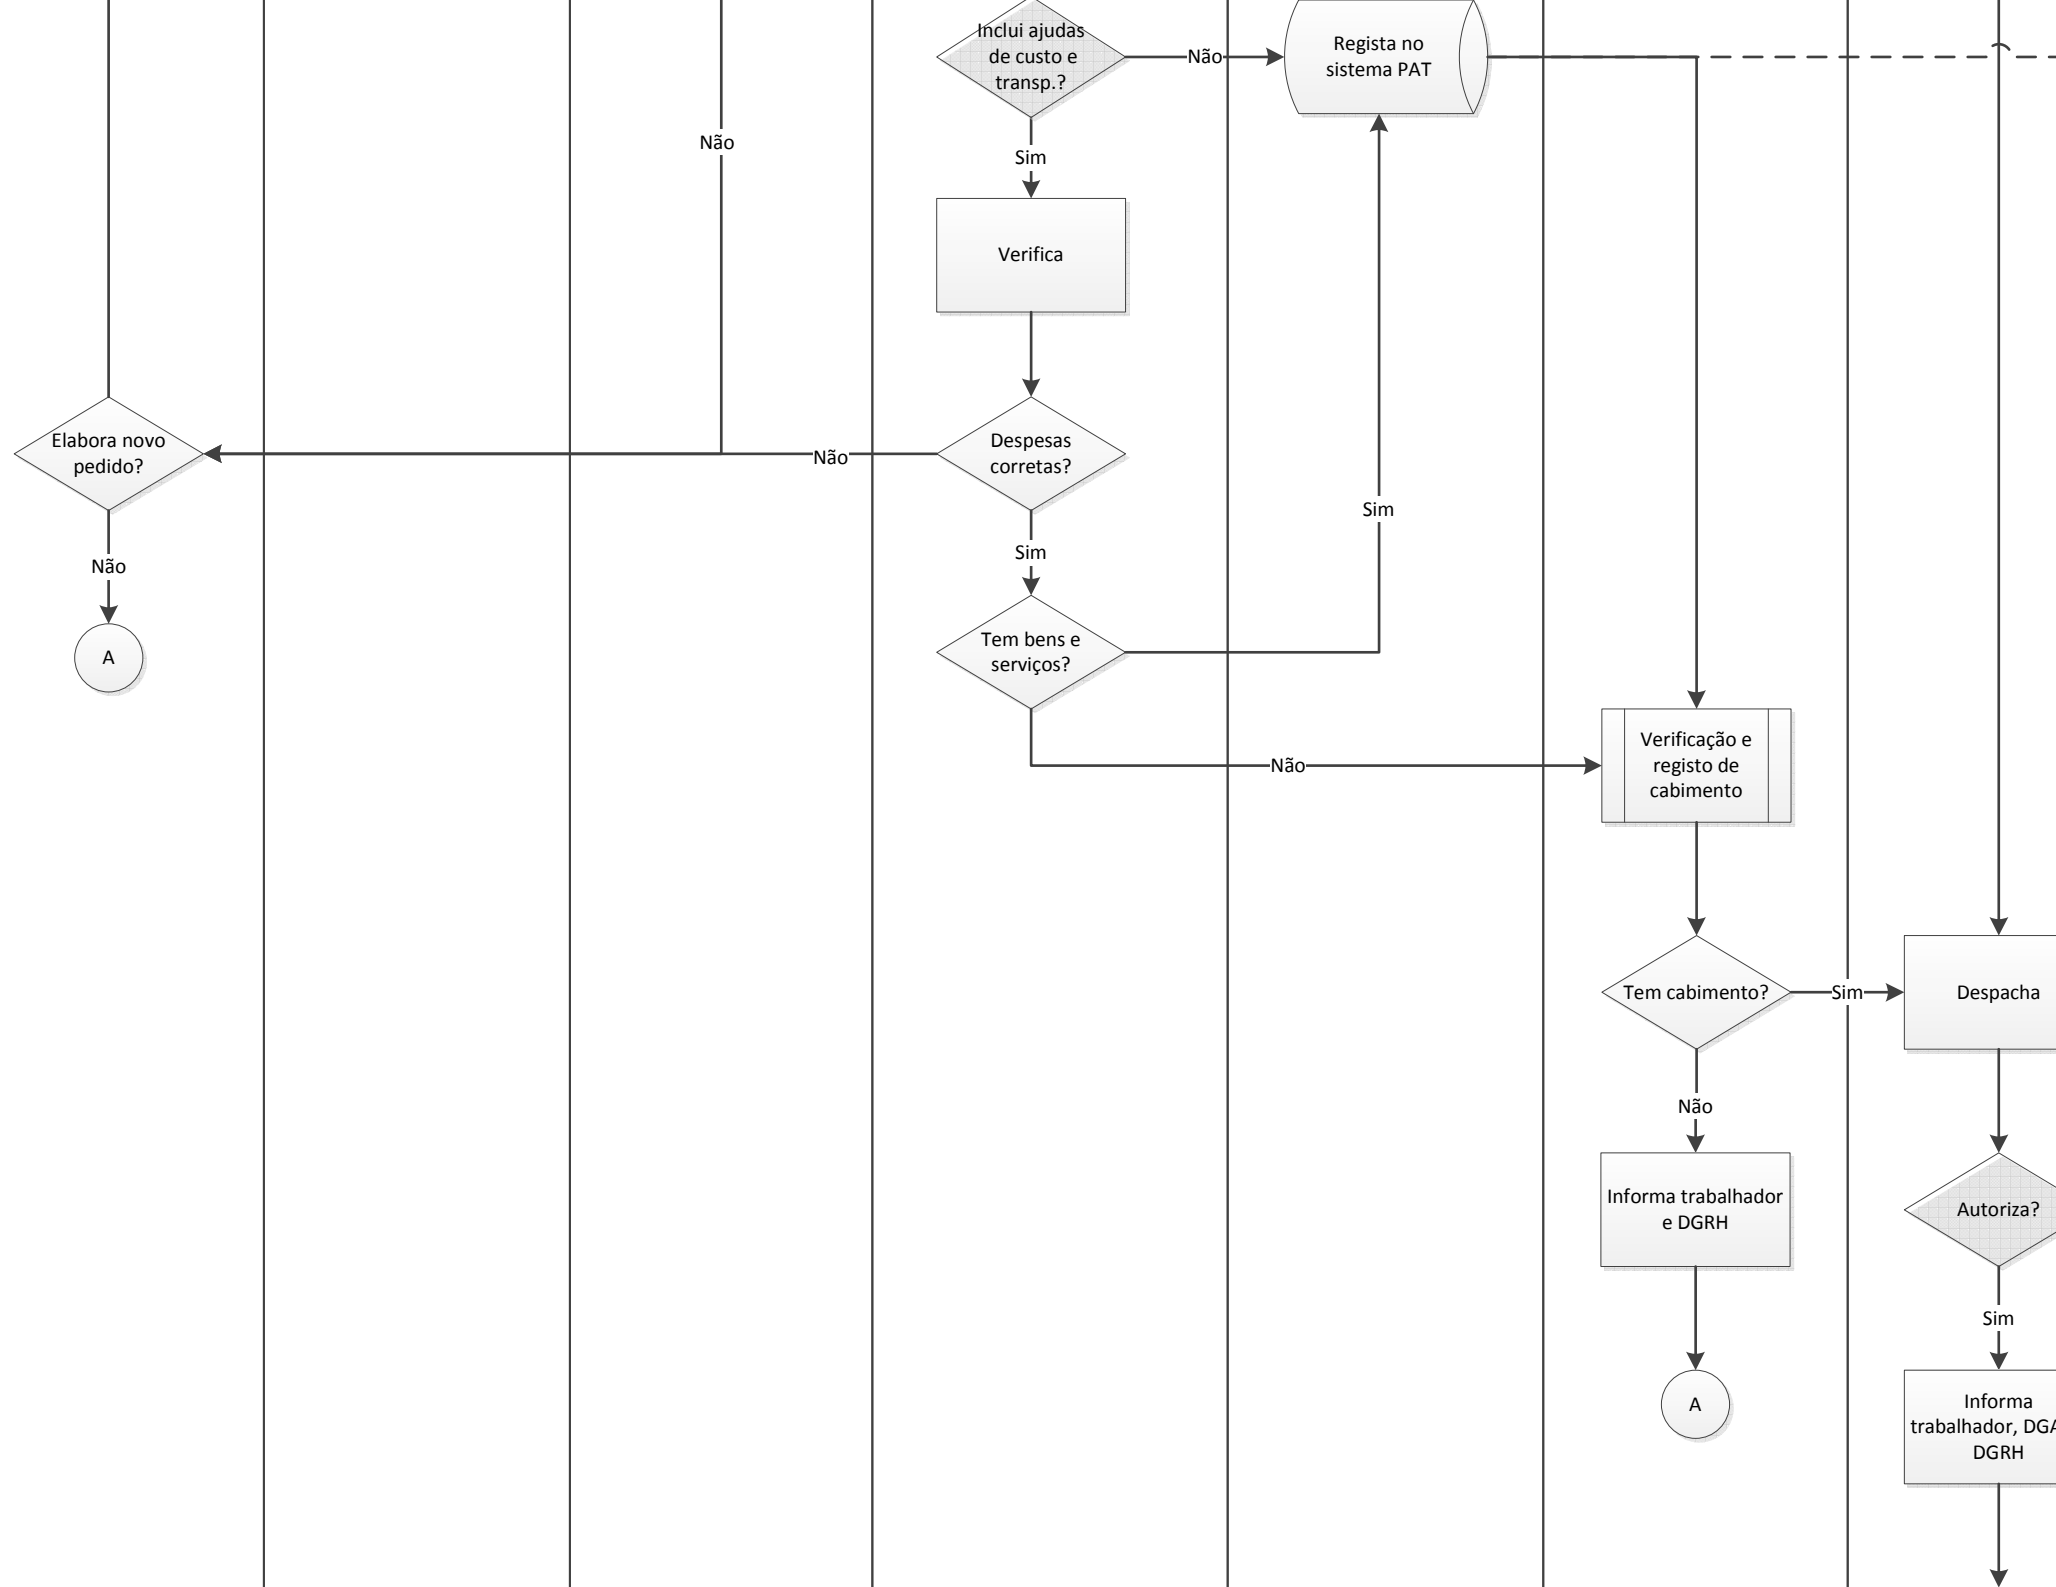 Inclui ajudas
de custo e
transp.?
Não
Regista no
sistema PAT
Não
Sim
Verifica
Elabora novo
pedido?
Não
Despesas
corretas?
Sim
Sim
Não
Tem bens e
serviços?
A
Não
Verificação e
registo de
cabimento
Tem cabimento?
Sim
Despacha
Não
Informa trabalhador
e DGRH
Autoriza?
Sim
A
Informa
trabalhador,
DGRH